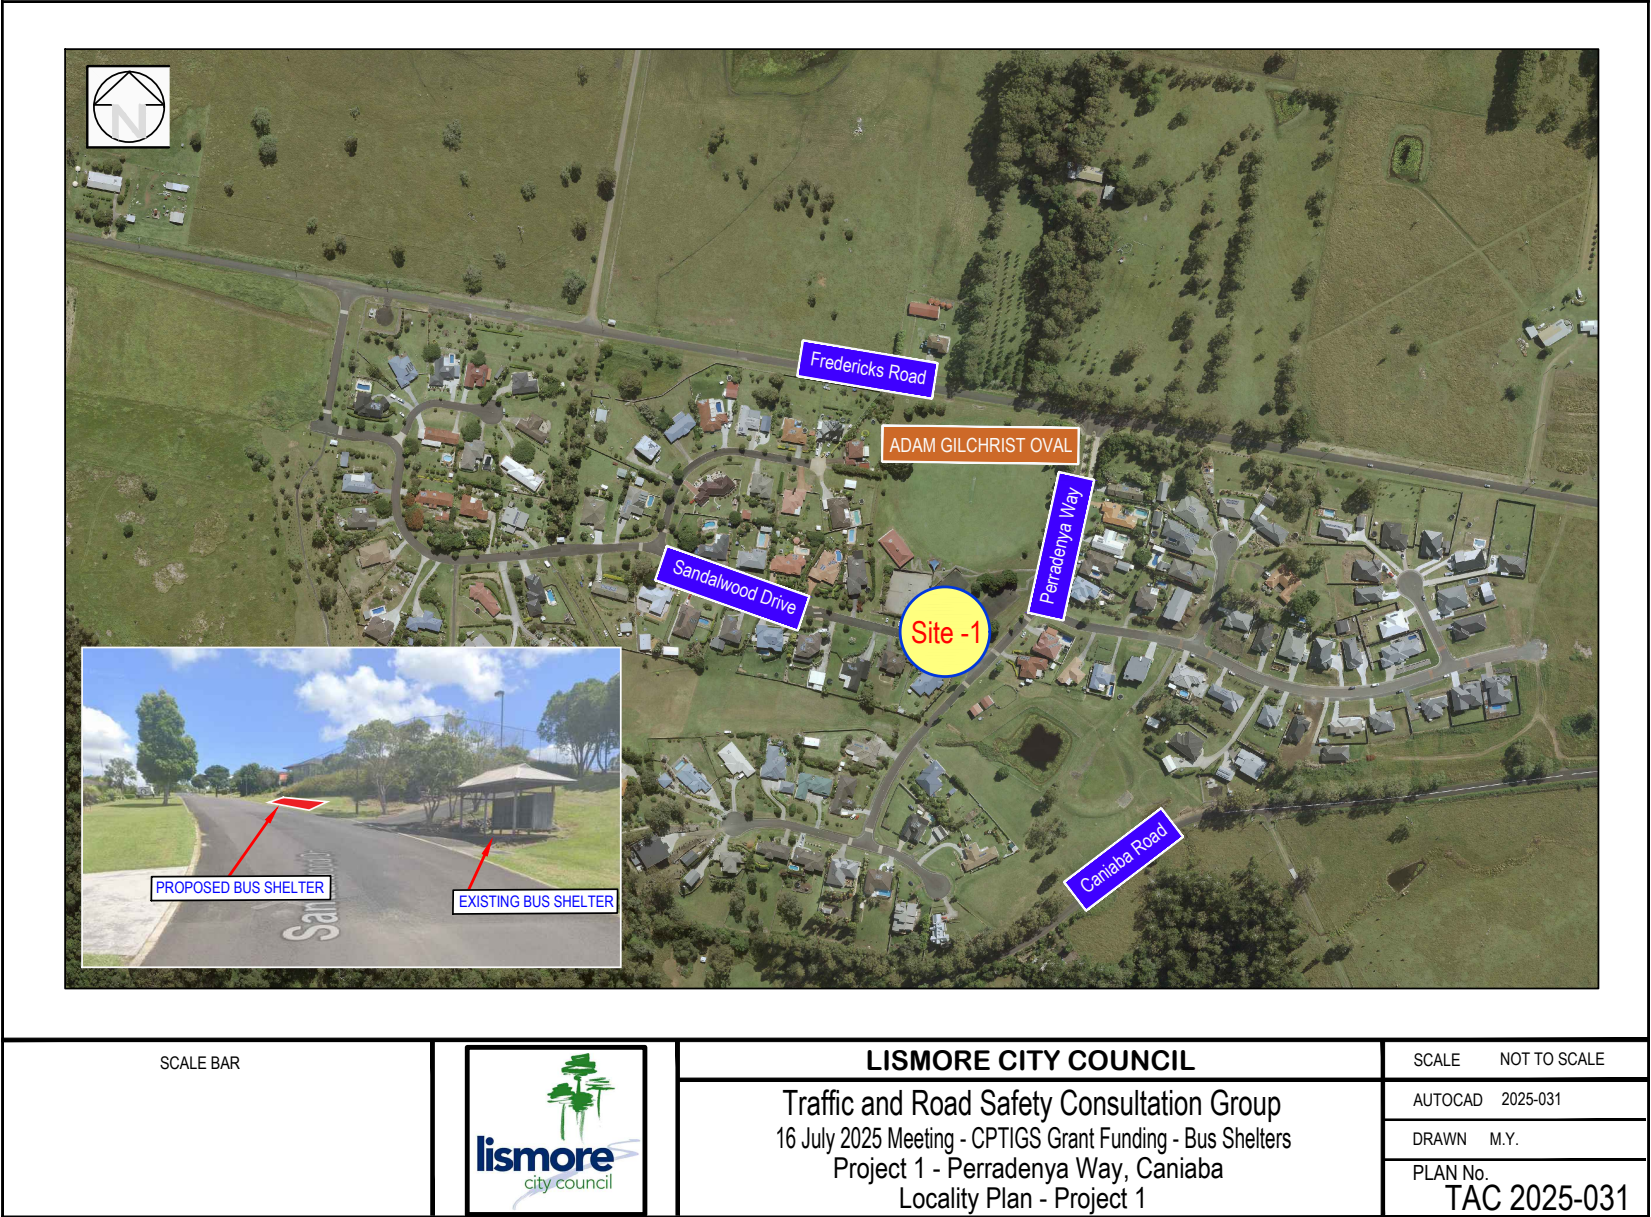 N
Fredericks Road
ADAM GILCHRIST OVAL
Perradenya Way
Sandalwood Drive
Site -1
Caniaba Road
PROPOSED BUS SHELTER
EXISTING BUS SHELTER
SCALE BAR
lismore
city council
LISMORE CITY COUNCIL
Traffic and Road Safety Consultation Group
16 July 2025 Meeting - CPTIGS Grant Funding - Bus Shelters
Project 1 - Perradenya Way, Caniaba
Locality Plan - Project 1
SCALE NOT TO SCALE
AUTOCAD 2025-031
DRAWN M.Y.
PLAN No.
TAC 2025-031